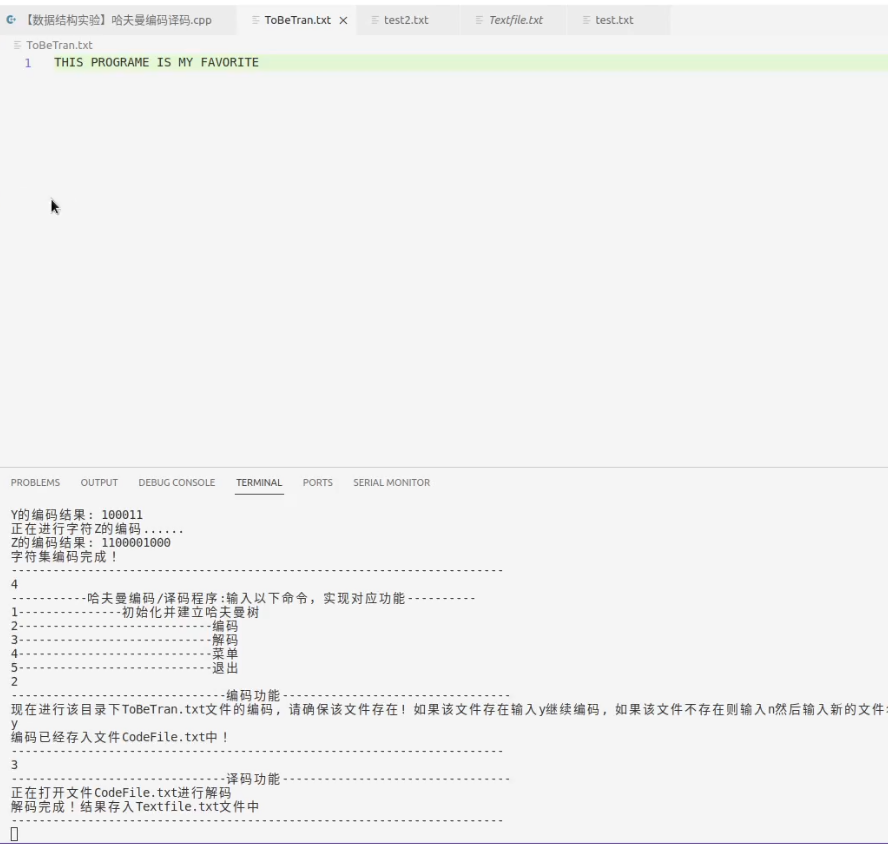 【数据结构实验】哈夫曼编码译码.cpp ToBeTran.txt test2.txt Textfile.txt test.txt
ToBeTran.txt
1 THIS PROGRAME IS MY FAVORITE
PROBLEMS OUTPUT DEBUG CONSOLE TERMINAL PORTS SERIAL MONITOR
Y的编码结果: 100011
正在进行字符Z的编码......
Z的编码结果: 1100001000
字符集编码完成！
-----------------------------------------------------------------------
4
-----------哈夫曼编码/译码程序:输入以下命令, 实现对应功能----------
1---------------初始化并建立哈夫曼树
2----------------------------编码
3----------------------------解码
4----------------------------菜单
5----------------------------退出
2
-------------------------------编码功能---------------------------------
现在进行该目录下ToBeTran.txt文件的编码, 请确保该文件存在! 如果该文件存在输入y继续编码, 如果该文件不存在则输入n然后输入新的文件
y
编码已经存入文件CodeFile.txt中！
-----------------------------------------------------------------------
3
-------------------------------译码功能---------------------------------
正在打开文件CodeFile.txt进行解码
解码完成！结果存入Textfile.txt文件中
-----------------------------------------------------------------------